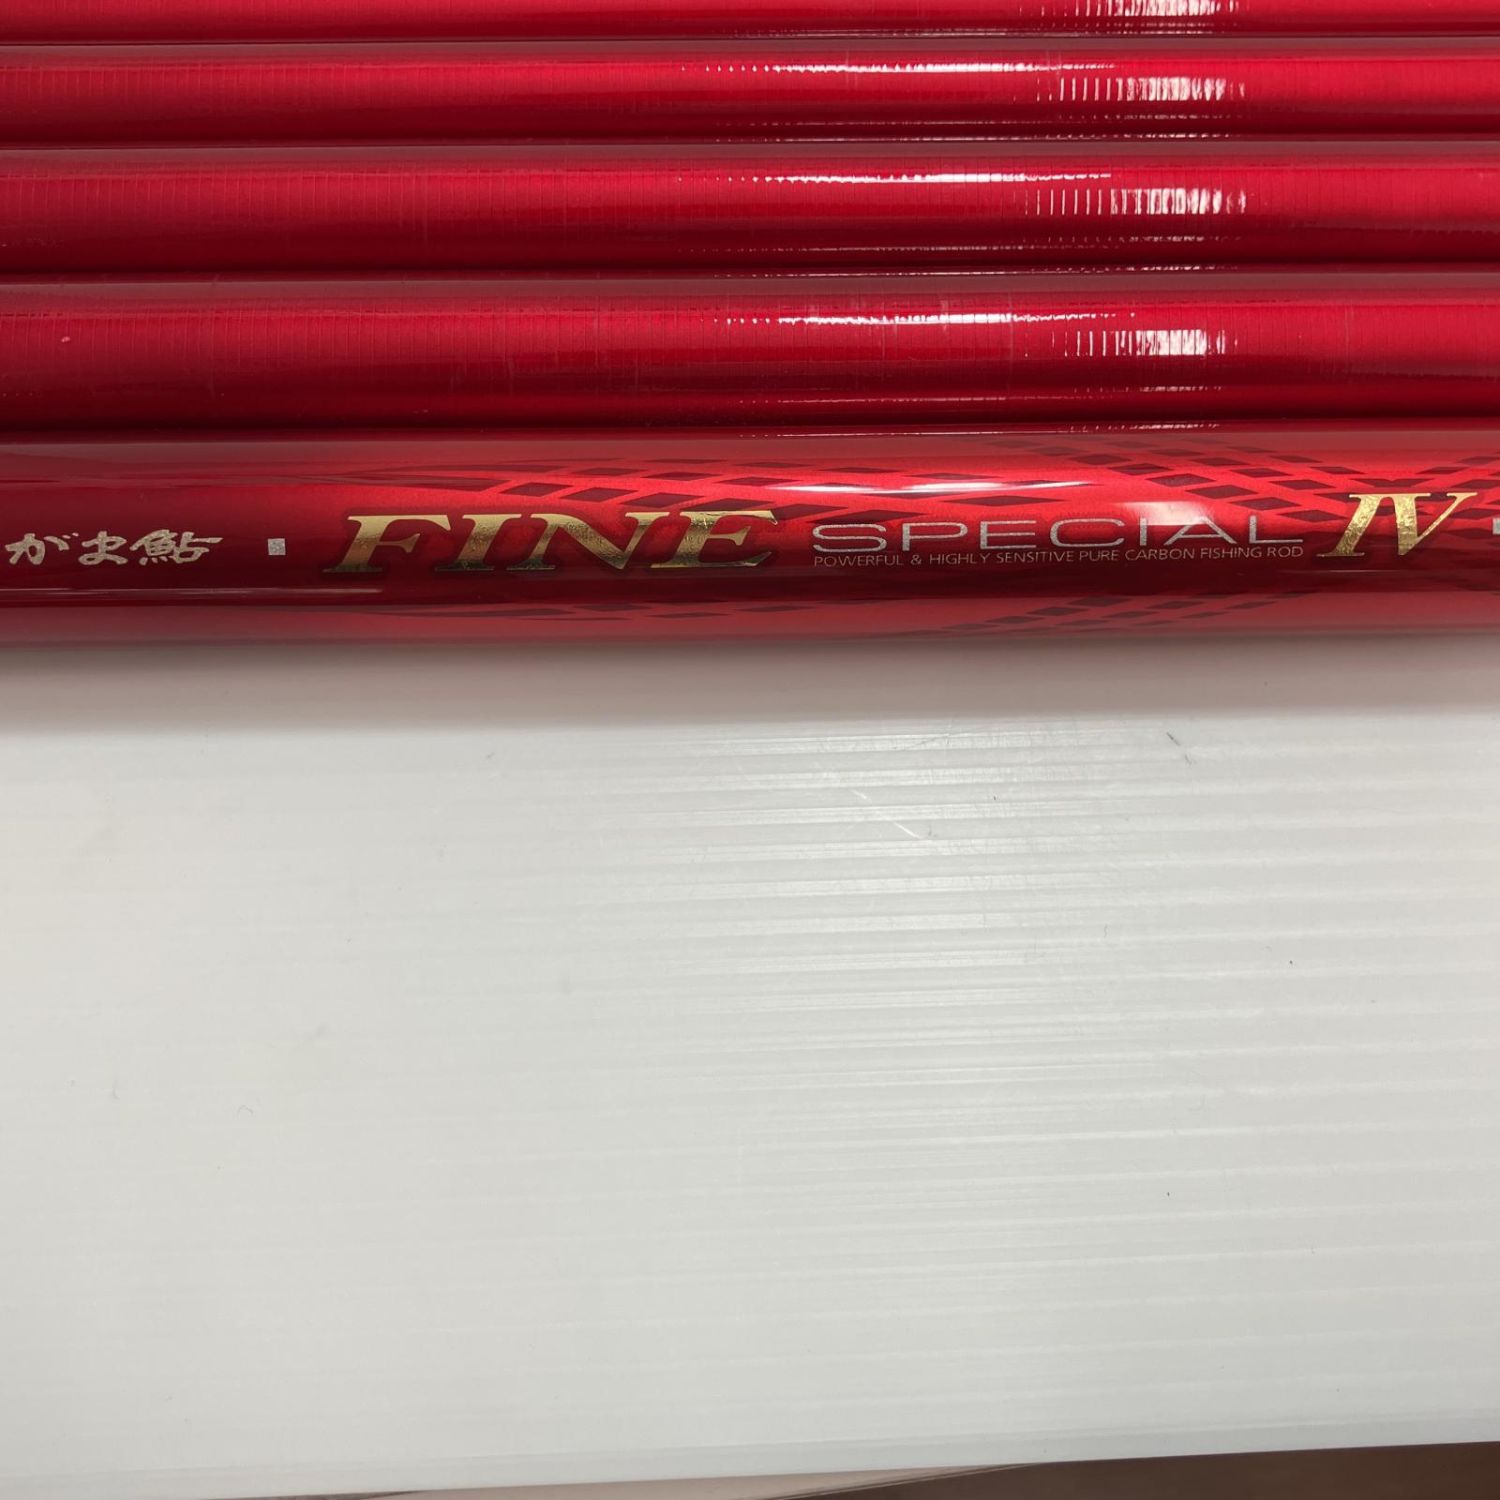 がま鮎 FINE SPECIAL IV
POWERFUL & HIGHLY SENSITIVE PURE CARBON FISHING ROD